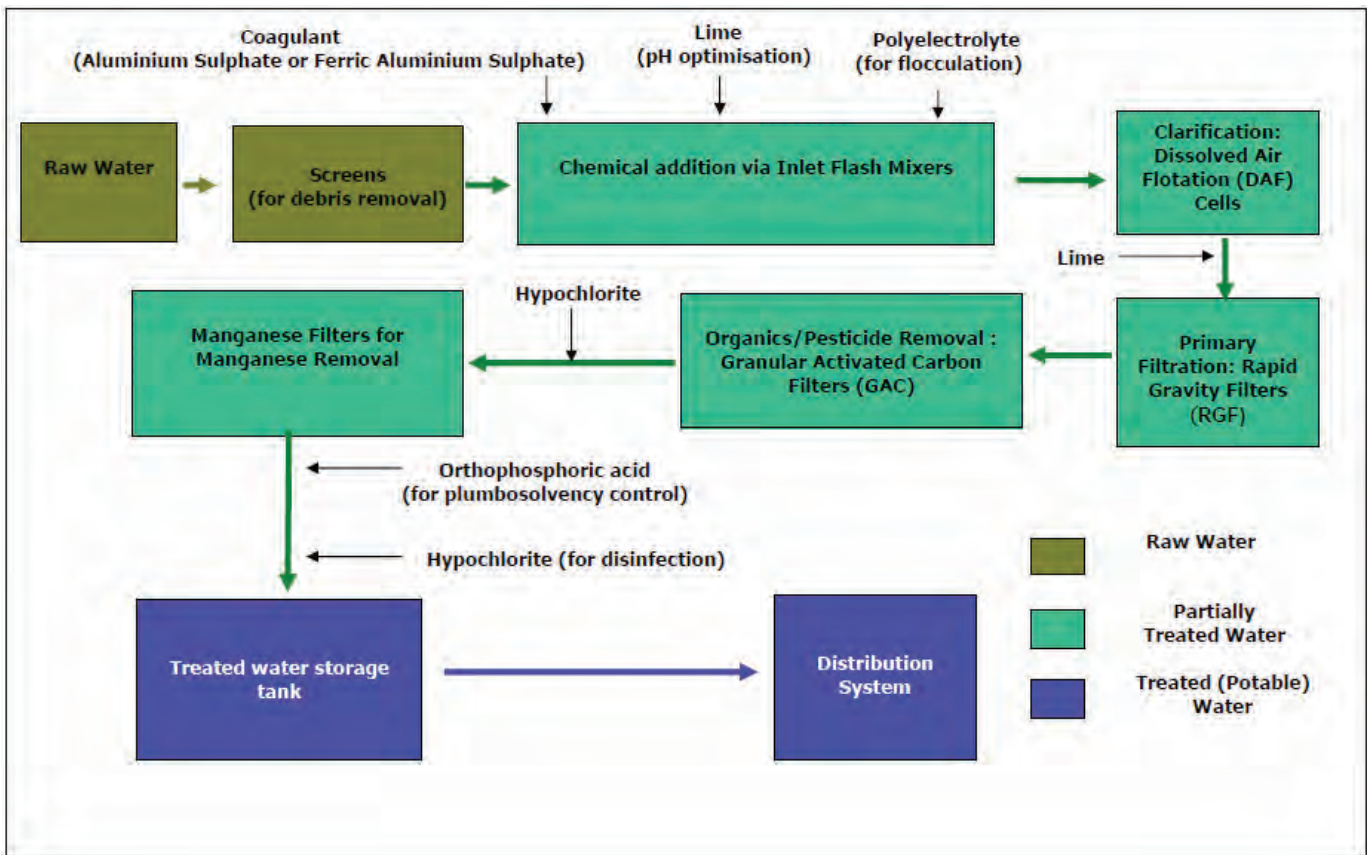 Coagulant
(Aluminium Sulphate or Ferric Aluminium Sulphate)
Lime
(pH optimisation)
Polyelectrolyte
(for flocculation)
Raw Water
Screens
(for debris removal)
Chemical addition via Inlet Flash Mixers
Clarification:
Dissolved Air
Flotation (DAF)
Cells
Lime
Primary
Filtration: Rapid
Gravity Filters
(RGF)
Organics/Pesticide Removal :
Granular Activated Carbon
Filters (GAC)
Hypochlorite
Manganese Filters for
Manganese Removal
Orthophosphoric acid
(for plumbosolvency control)
Hypochlorite (for disinfection)
Treated water storage
tank
Distribution
System
Raw Water
Partially
Treated Water
Treated (Potable)
Water